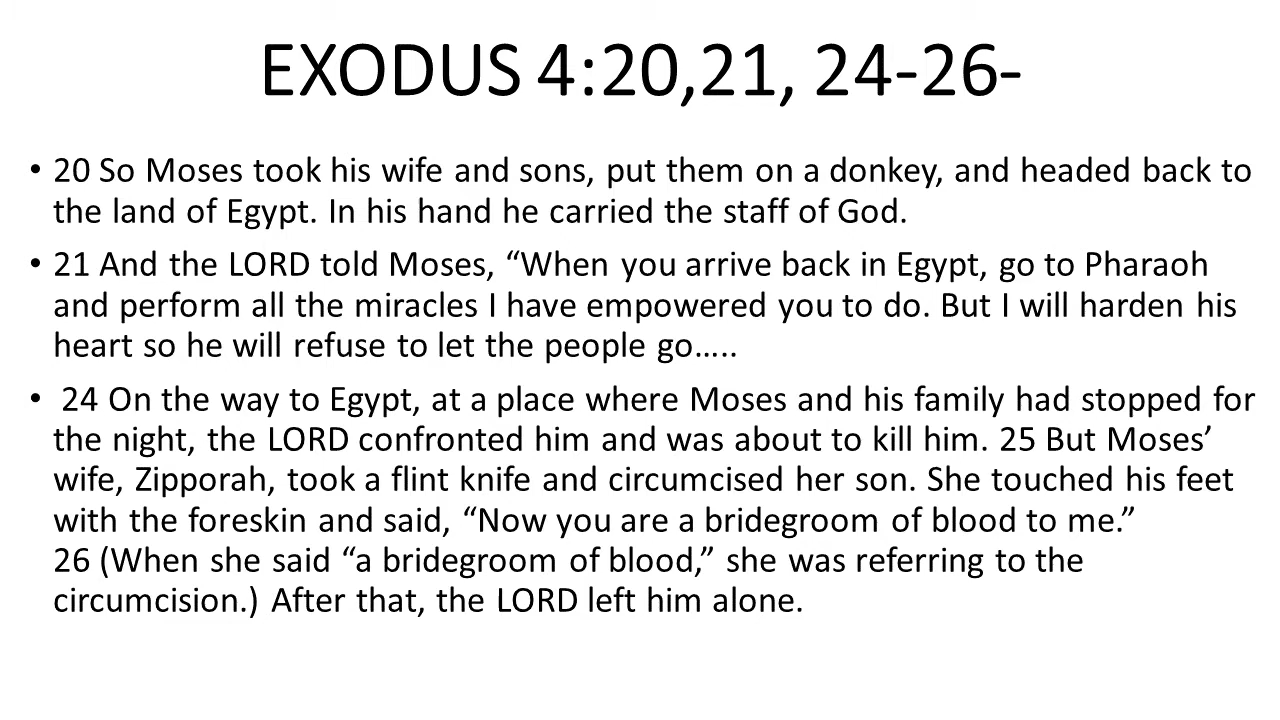 EXODUS 4:20,21, 24-26-
• 20 So Moses took his wife and sons, put them on a donkey, and headed back to
the land of Egypt. In his hand he carried the staff of God.
• 21 And the LORD told Moses, “When you arrive back in Egypt, go to Pharaoh
and perform all the miracles I have empowered you to do. But I will harden his
heart so he will refuse to let the people go…..
• 24 On the way to Egypt, at a place where Moses and his family had stopped for
the night, the LORD confronted him and was about to kill him. 25 But Moses’
wife, Zipporah, took a flint knife and circumcised her son. She touched his feet
with the foreskin and said, “Now you are a bridegroom of blood to me.”
26 (When she said “a bridegroom of blood,” she was referring to the
circumcision.) After that, the LORD left him alone.